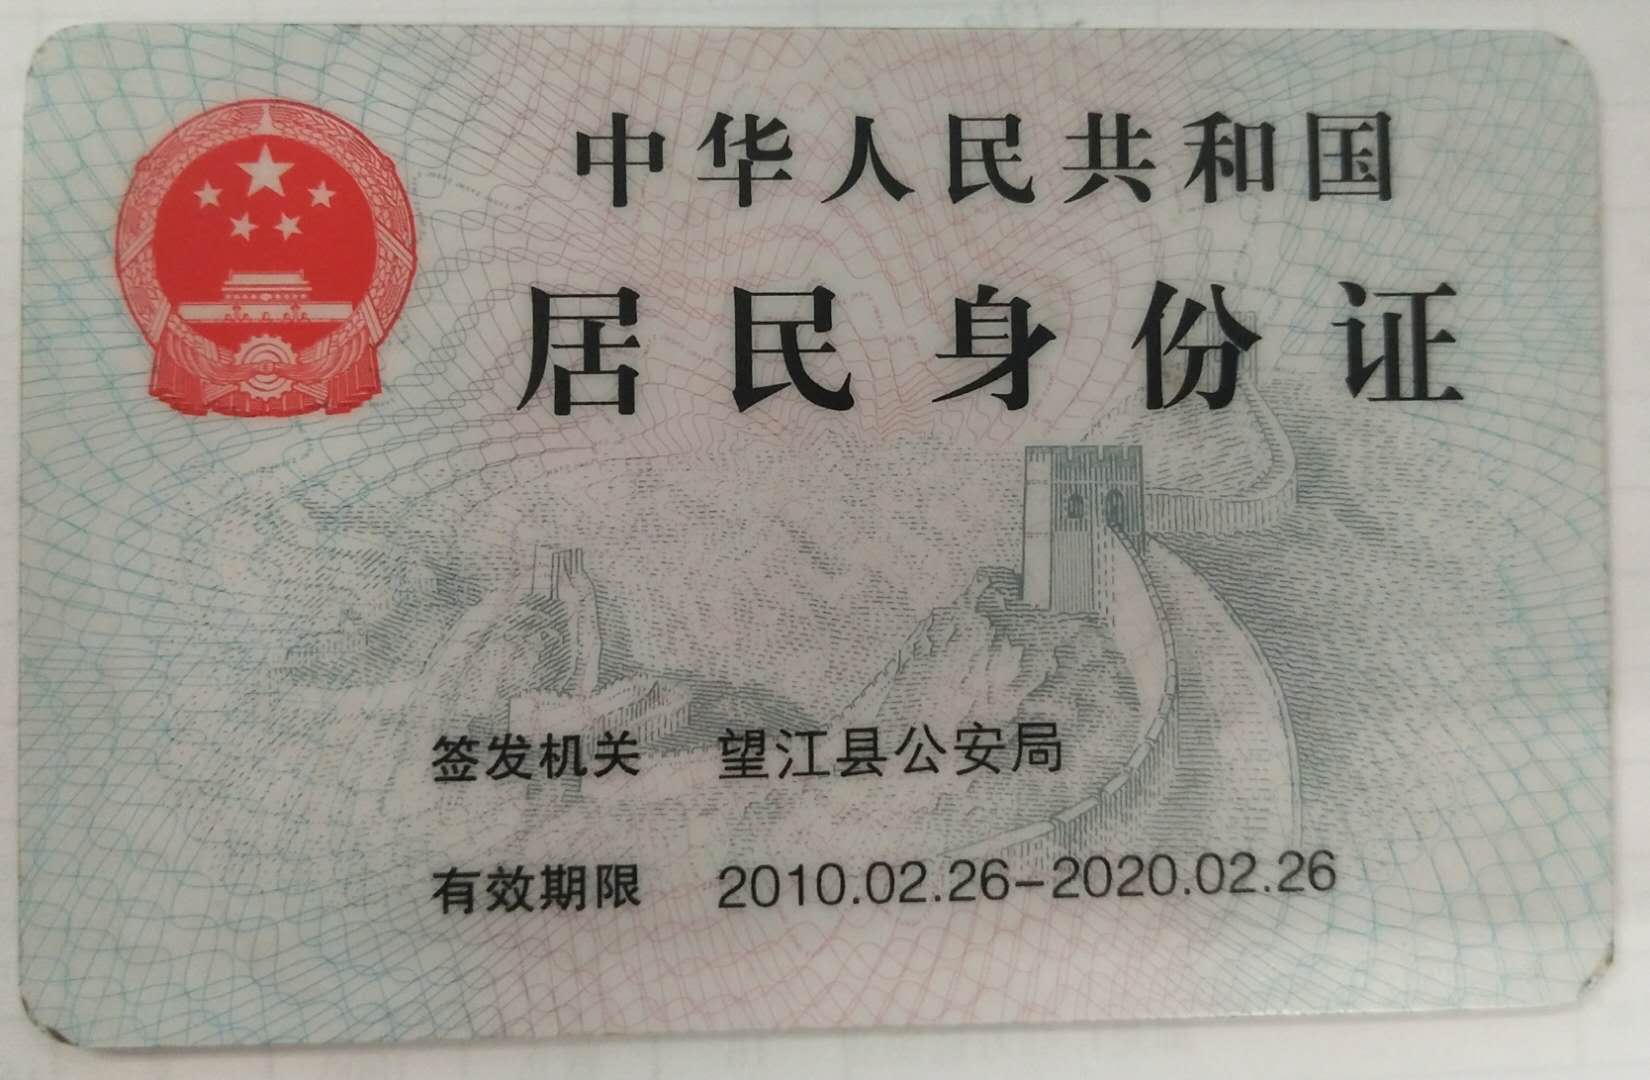 中华人民共和国
居民身份证
签发机关 望江县公安局
有效期限 2010.02.26-2020.02.26